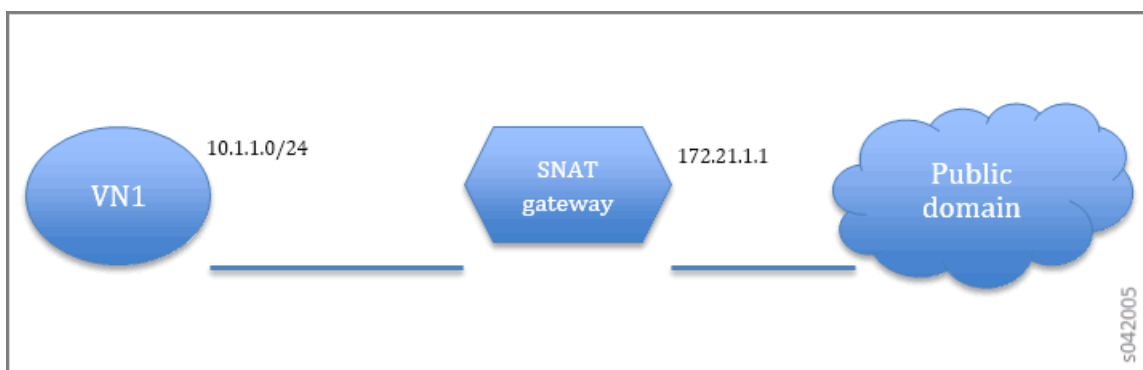 VN1
10.1.1.0/24
SNAT
gateway
172.21.1.1
Public
domain
s042005